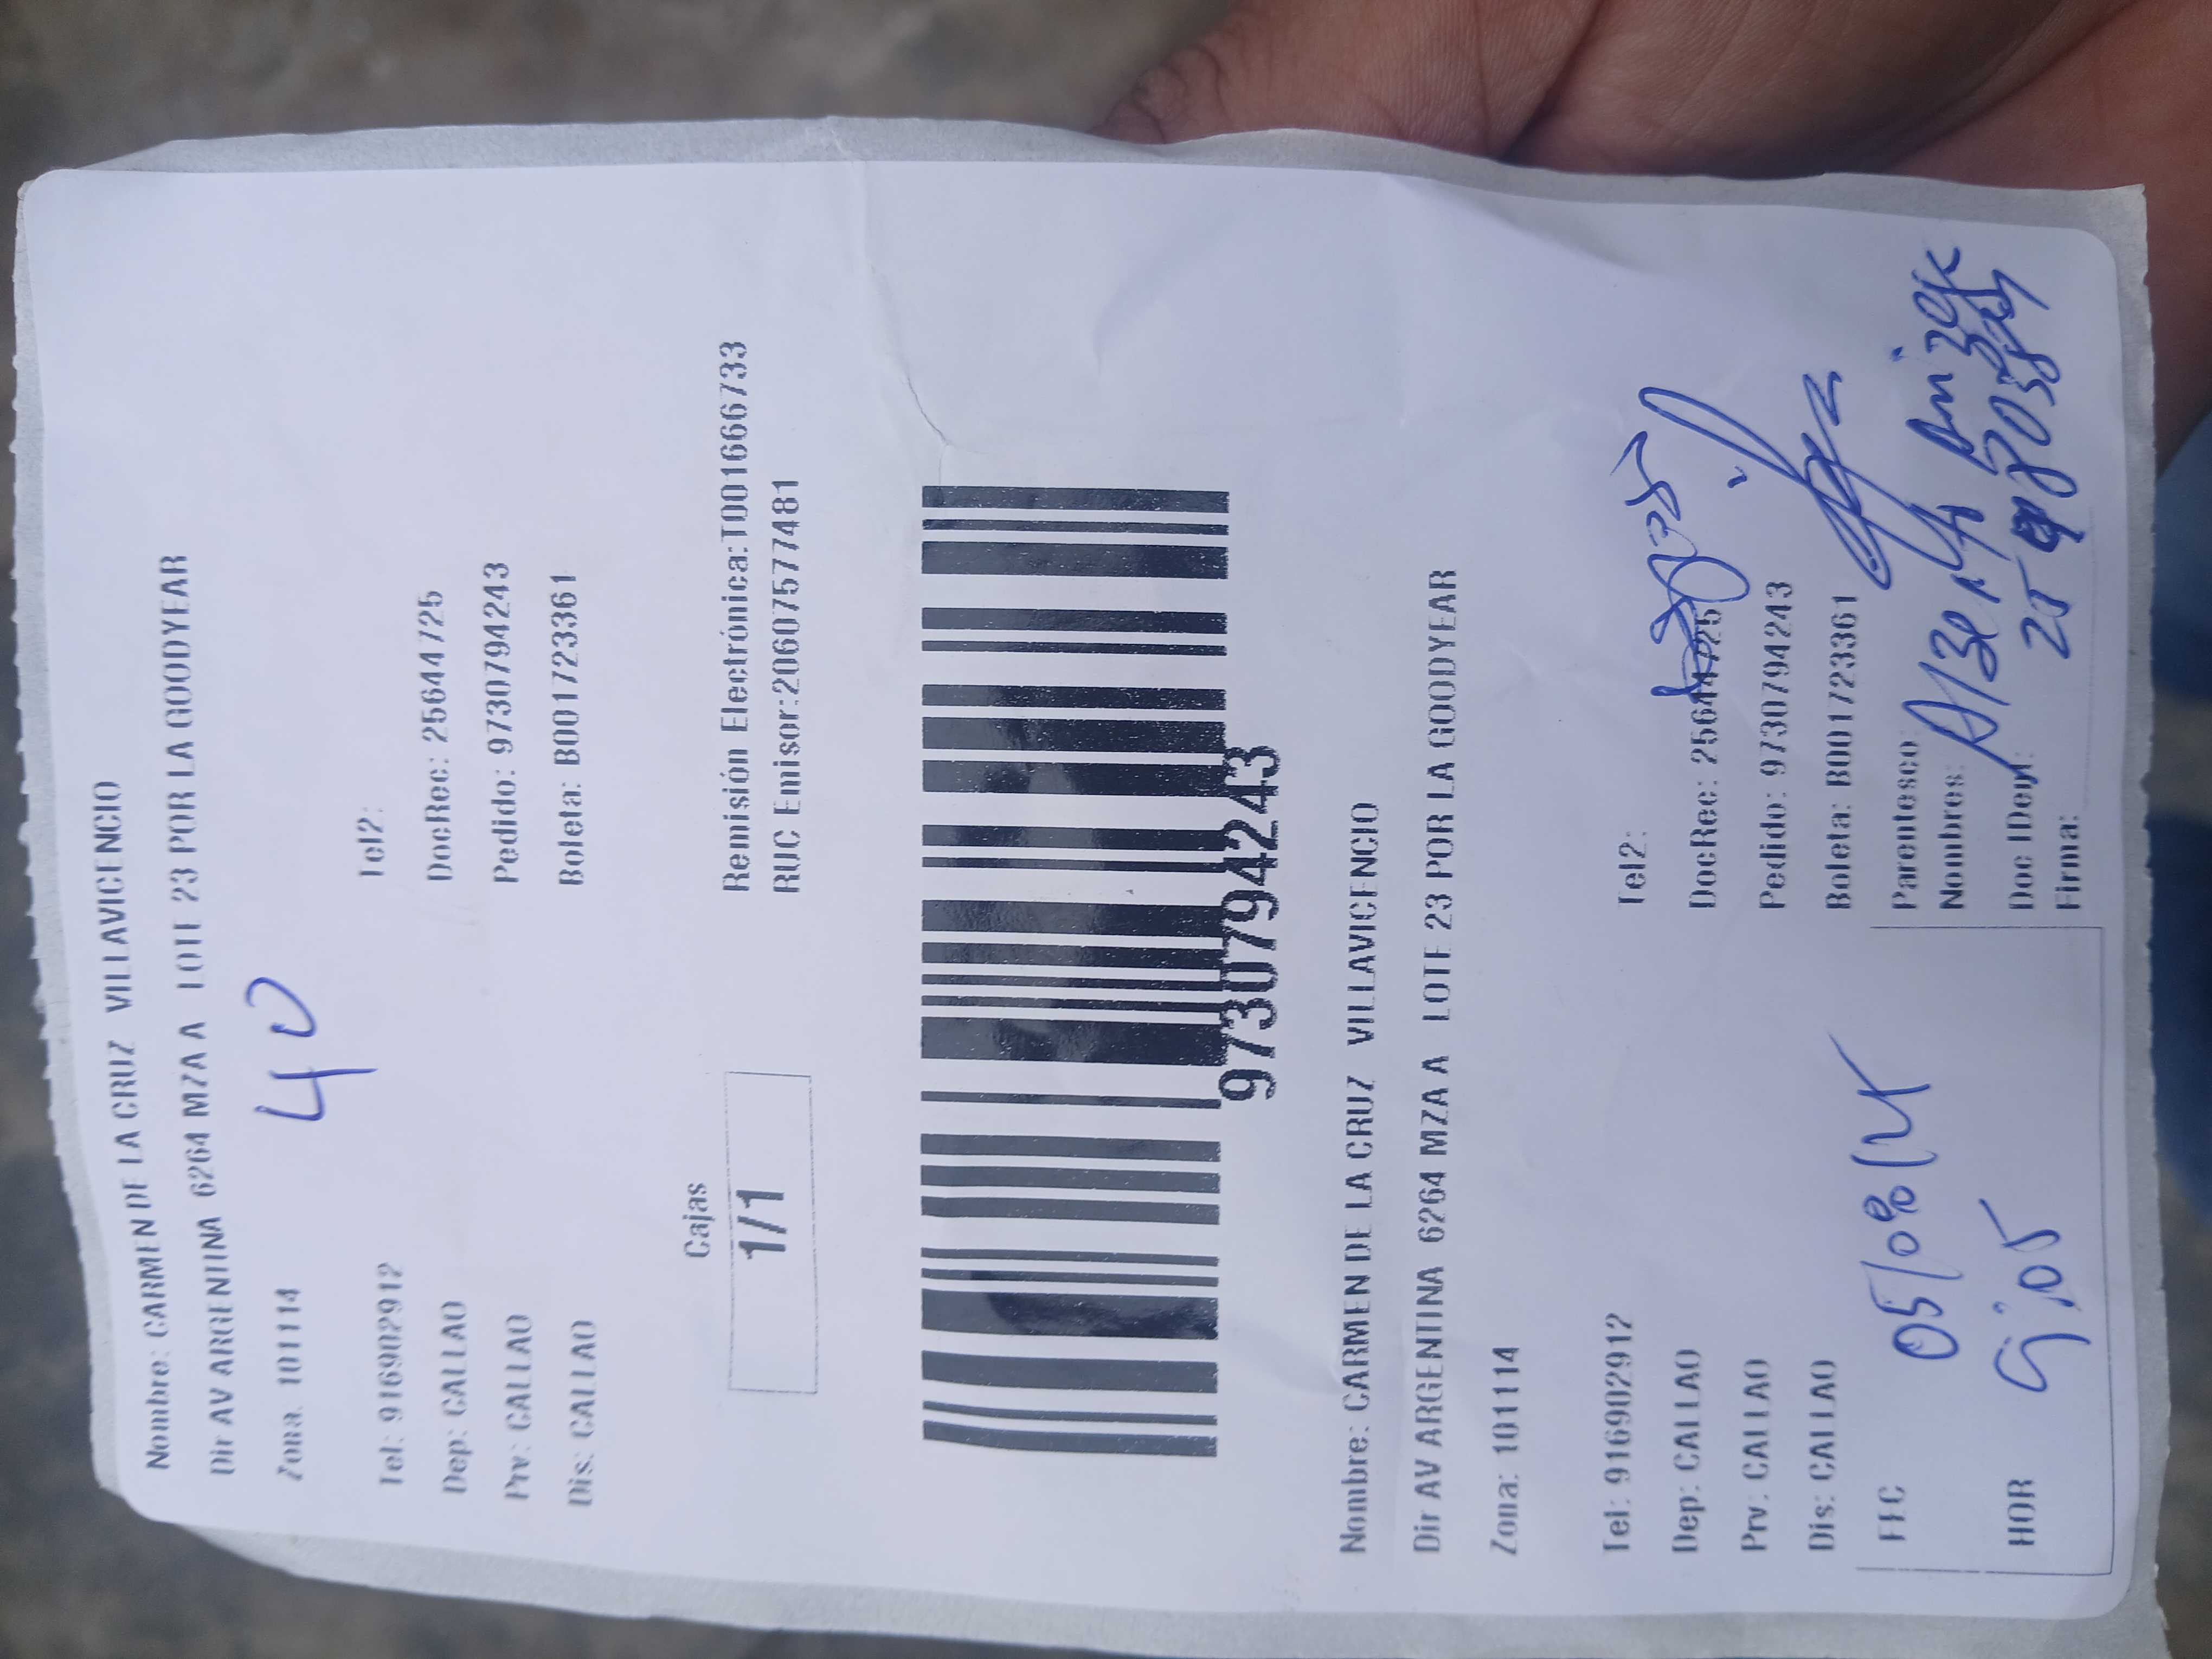 Nombre: CARMEN DE LA CRUZ VILLAVICENCIO
Dir AV ARGENTINA 6264 MZA A LOTE 23 POR LA GOODYEAR
Zona. 101114
40
Tel: 916902912 Tel2:
Dep: CALLAO DocRec: 25644725
Prv: CALLAO Pedido: 9730794243
Dis: CALLAO Boleta: B001723361
Cajas
1/1
Remisión Electrónica:T001666733
RUC Emisor:20607577481
9730794243
Nombre: CARMEN DE LA CRUZ VILLAVICENCIO
Dir AV ARGENTINA 6264 MZA A LOTE 23 POR LA GOODYEAR
Zona: 101114
Tel: 916902912 Tel2:
Dep: CALLAO DocRec: 25644725
Prv: CALLAO Pedido: 9730794243
Dis: CALLAO Boleta: B001723361
FEC Parentesco:
Nombres:
HOR 9:05 Doc IDen:
Firma: